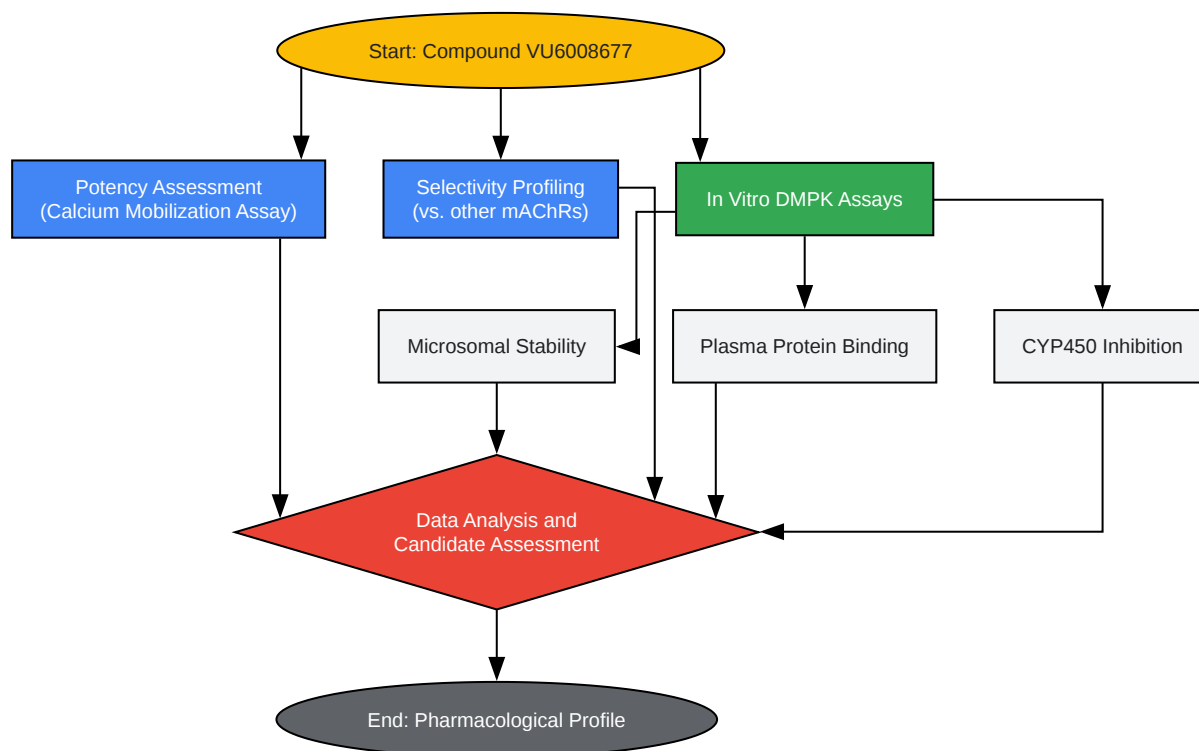 Start: Compound VU6008677
Potency Assessment
(Calcium Mobilization Assay)
Selectivity Profiling
(vs. other mAChRs)
In Vitro DMPK Assays
Microsomal Stability
Plasma Protein Binding
CYP450 Inhibition
Data Analysis and
Candidate Assessment
End: Pharmacological Profile